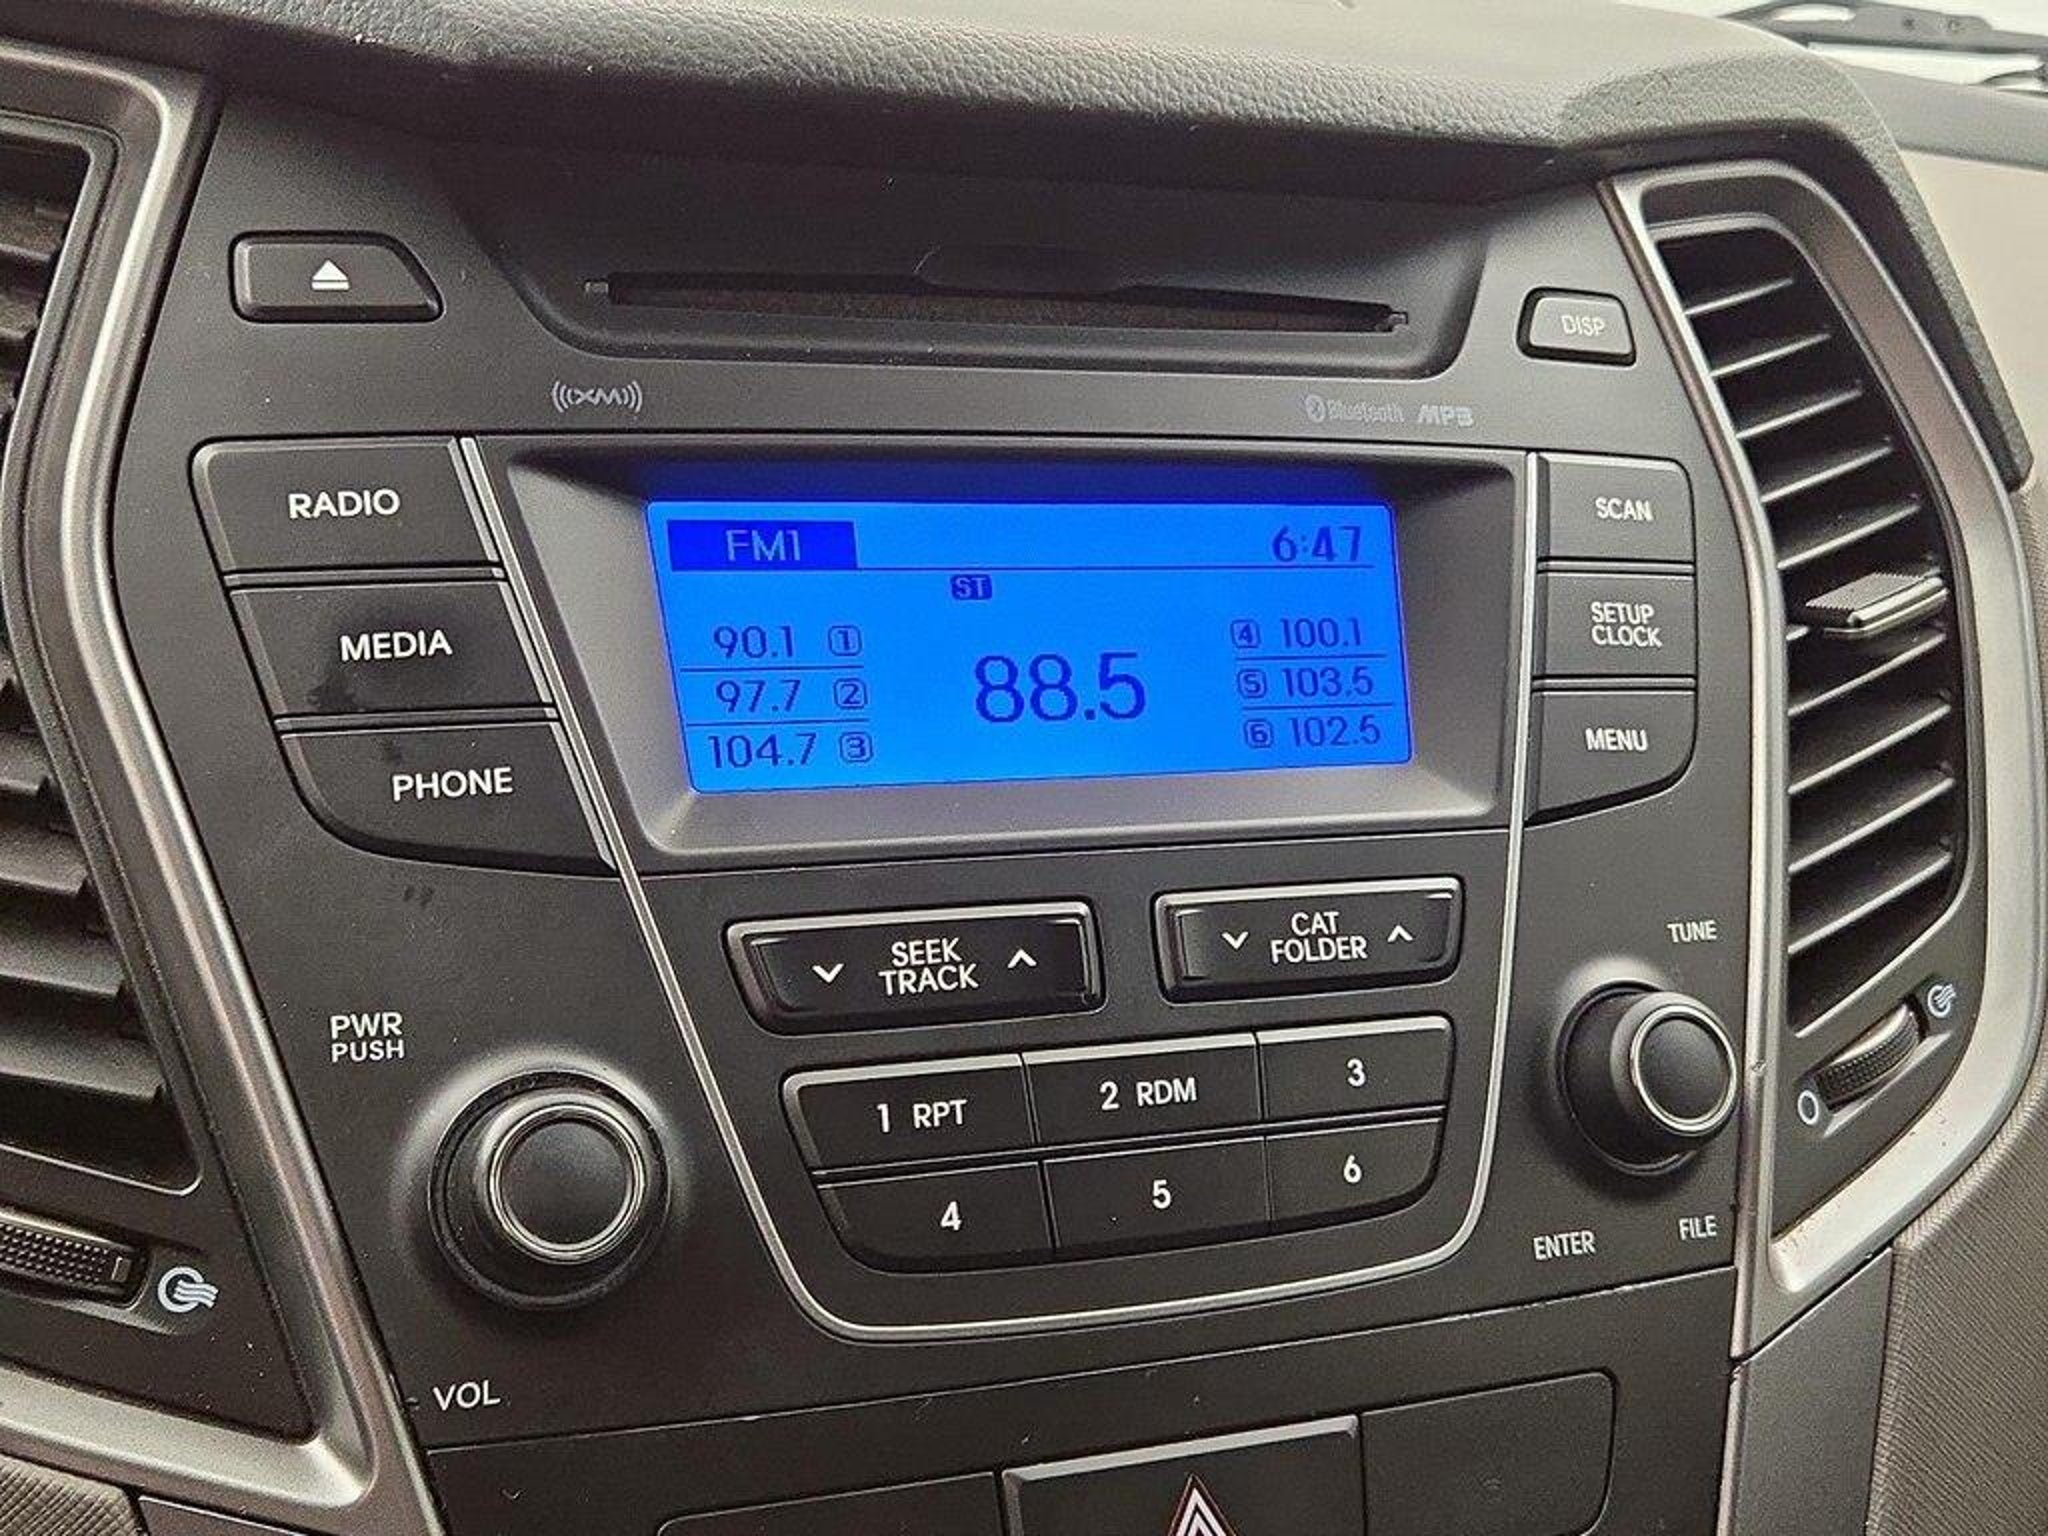 DISP
((XM))
Bluetooth MP3
RADIO
MEDIA
PHONE
FM1
6:47
ST
90.1 1
97.7 2
104.7 3
88.5
4 100.1
5 103.5
6 102.5
SCAN
SETUP
CLOCK
MENU
SEEK
TRACK
CAT
FOLDER
TUNE
PWR
PUSH
1 RPT
2 RDM
3
4
5
6
ENTER
FILE
VOL